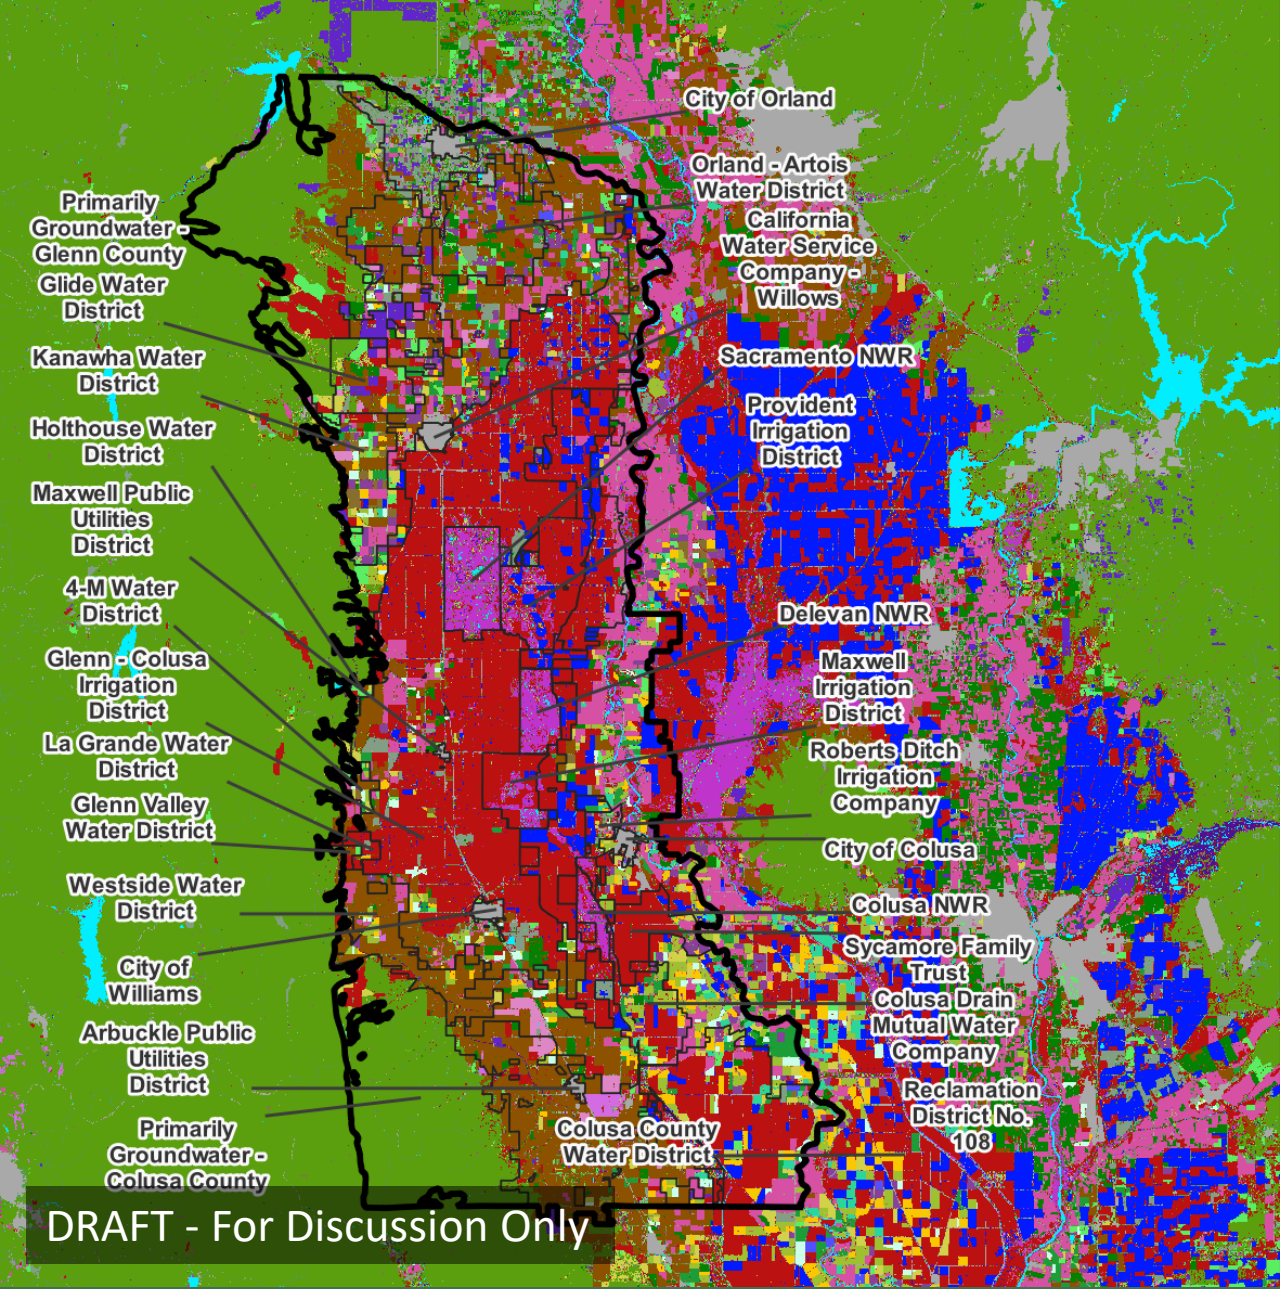 City of Orland
Orland - Artois
Water District
California
Water Service
Company -
Willows
Sacramento NWR
Provident
Irrigation
District
Delevan NWR
Maxwell
Irrigation
District
Roberts Ditch
Irrigation
Company
City of Colusa
Colusa NWR
Sycamore Family
Trust
Colusa Drain
Mutual Water
Company
Reclamation
District No.
108
Primarily
Groundwater -
Glenn County
Glide Water
District
Kanawha Water
District
Holthouse Water
District
Maxwell Public
Utilities
District
4-M Water
District
Glenn - Colusa
Irrigation
District
La Grande Water
District
Glenn Valley
Water District
Westside Water
District
City of
Williams
Arbuckle Public
Utilities
District
Primarily
Groundwater -
Colusa County
Colusa County
Water District
DRAFT - For Discussion Only